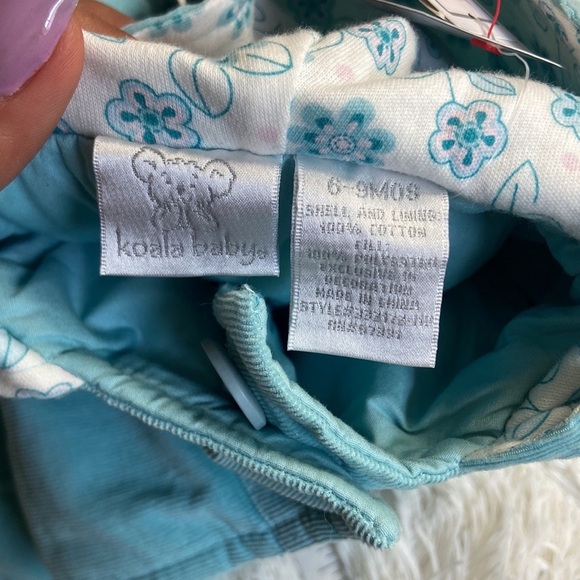 koala baby®
6-9MOS
SHELL AND LINING:
100% COTTON
FILL:
100% POLYESTER
EXCLUSIVE OF
DECORATION
MADE IN CHINA